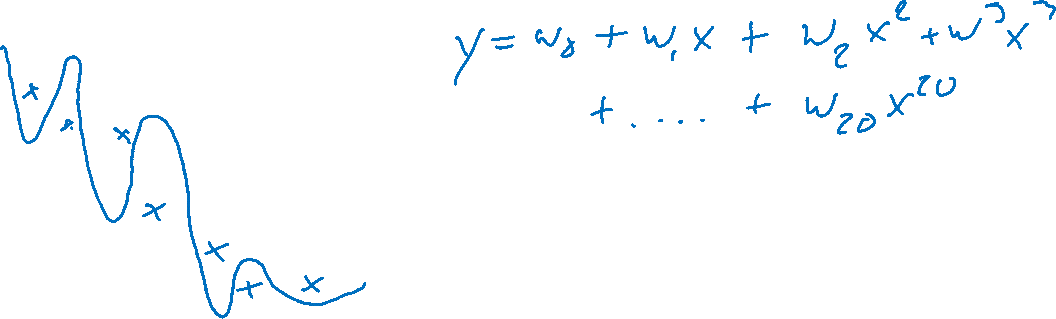 y = w₀ + w₁x + w₂x² + w³x³
+ .... + w₂₀x²⁰